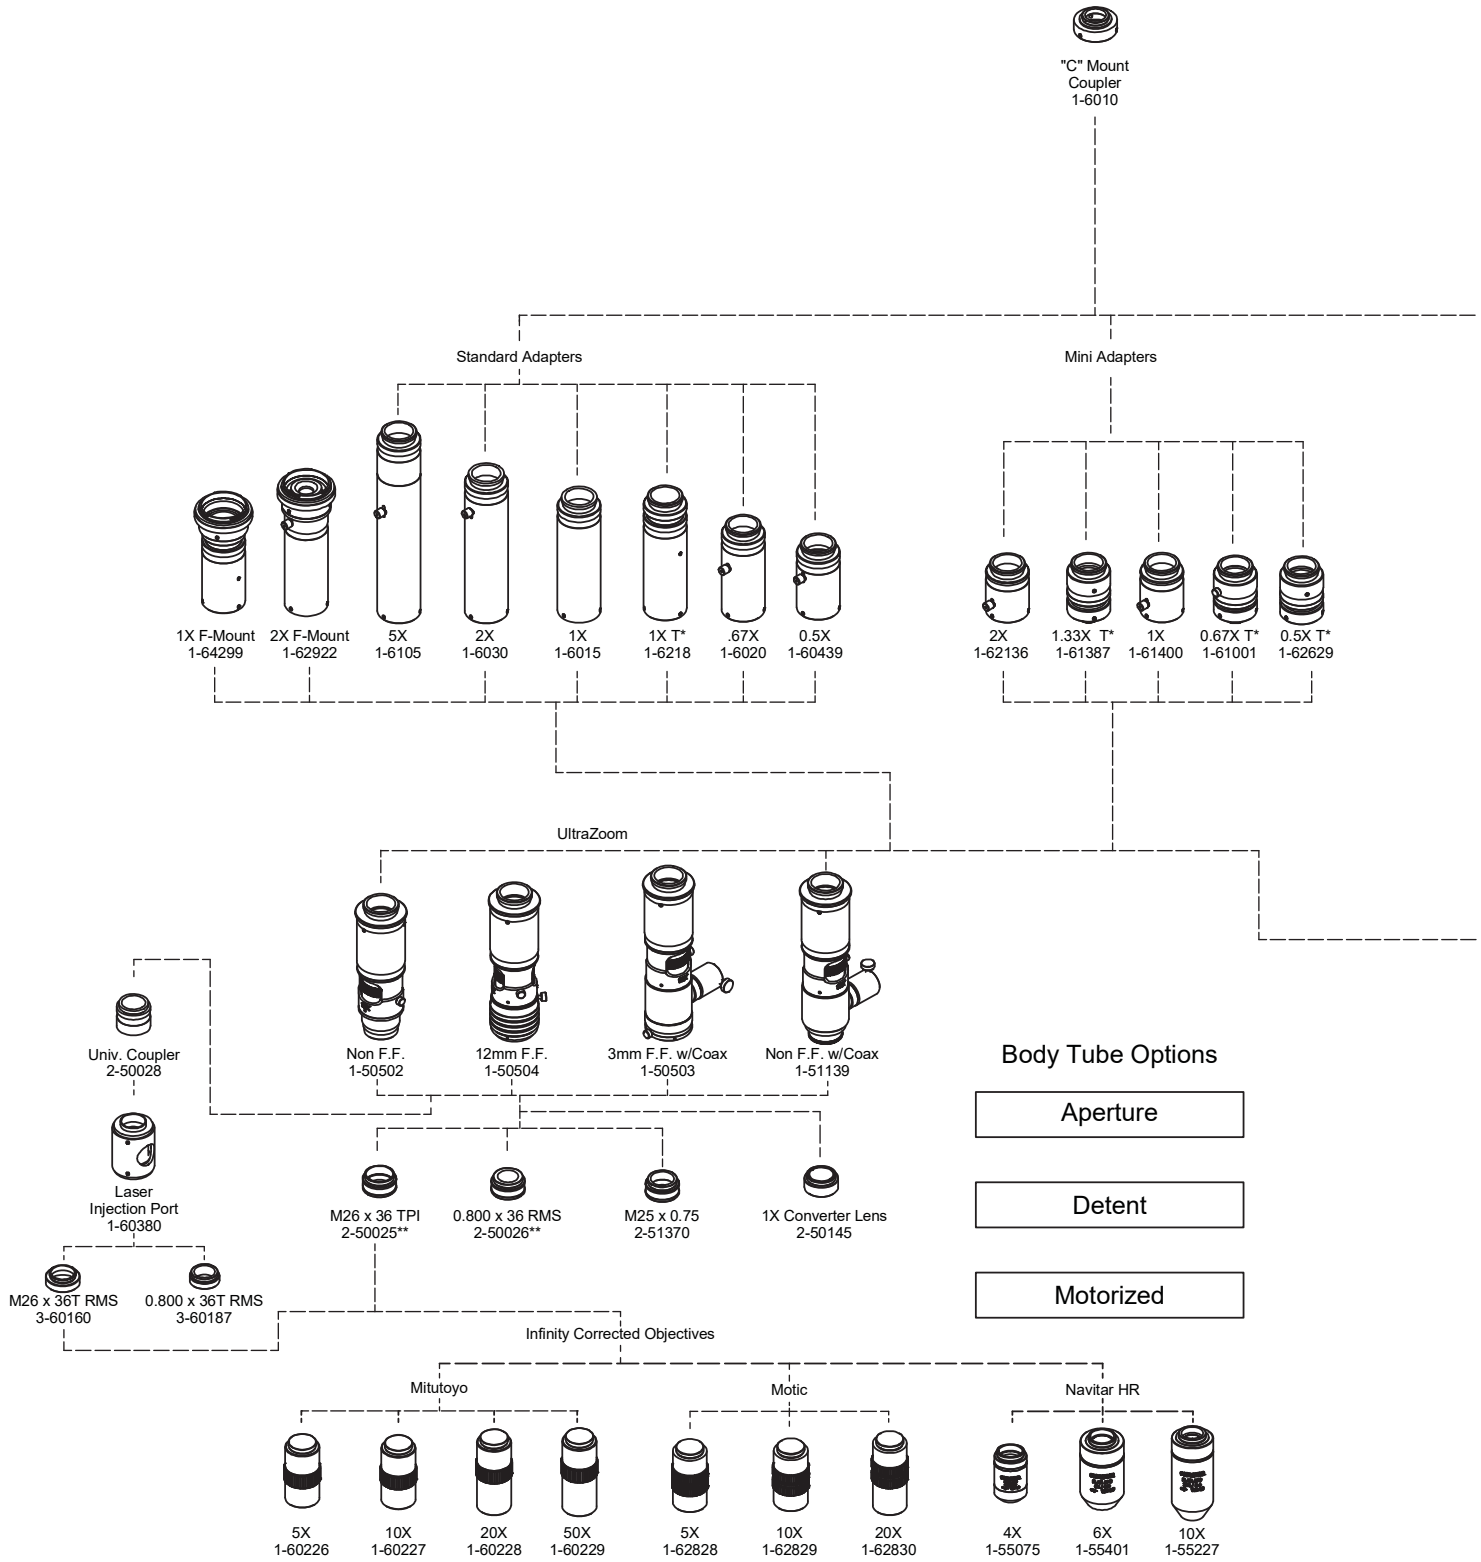 "C" Mount
Coupler
1-6010
Standard Adapters
Mini Adapters
1X F-Mount
1-64299
2X F-Mount
1-62922
5X
1-6105
2X
1-6030
1X
1-6015
1X T*
1-6218
.67X
1-6020
0.5X
1-60439
2X
1-62136
1.33X T*
1-61387
1X
1-61400
0.67X T*
1-61001
0.5X T*
1-62629
UltraZoom
Univ. Coupler
2-50028
Non F.F.
1-50502
12mm F.F.
1-50504
3mm F.F. w/Coax
1-50503
Non F.F. w/Coax
1-51139
Body Tube Options
Aperture
Detent
Motorized
Laser
Injection Port
1-60380
M26 x 36 TPI
2-50025**
0.800 x 36 RMS
2-50026**
M25 x 0.75
2-51370
1X Converter Lens
2-50145
M26 x 36T RMS
3-60160
0.800 x 36T RMS
3-60187
Infinity Corrected Objectives
Mitutoyo
Motic
Navitar HR
5X
1-60226
10X
1-60227
20X
1-60228
50X
1-60229
5X
1-62828
10X
1-62829
20X
1-62830
4X
1-55075
6X
1-55401
10X
1-55227